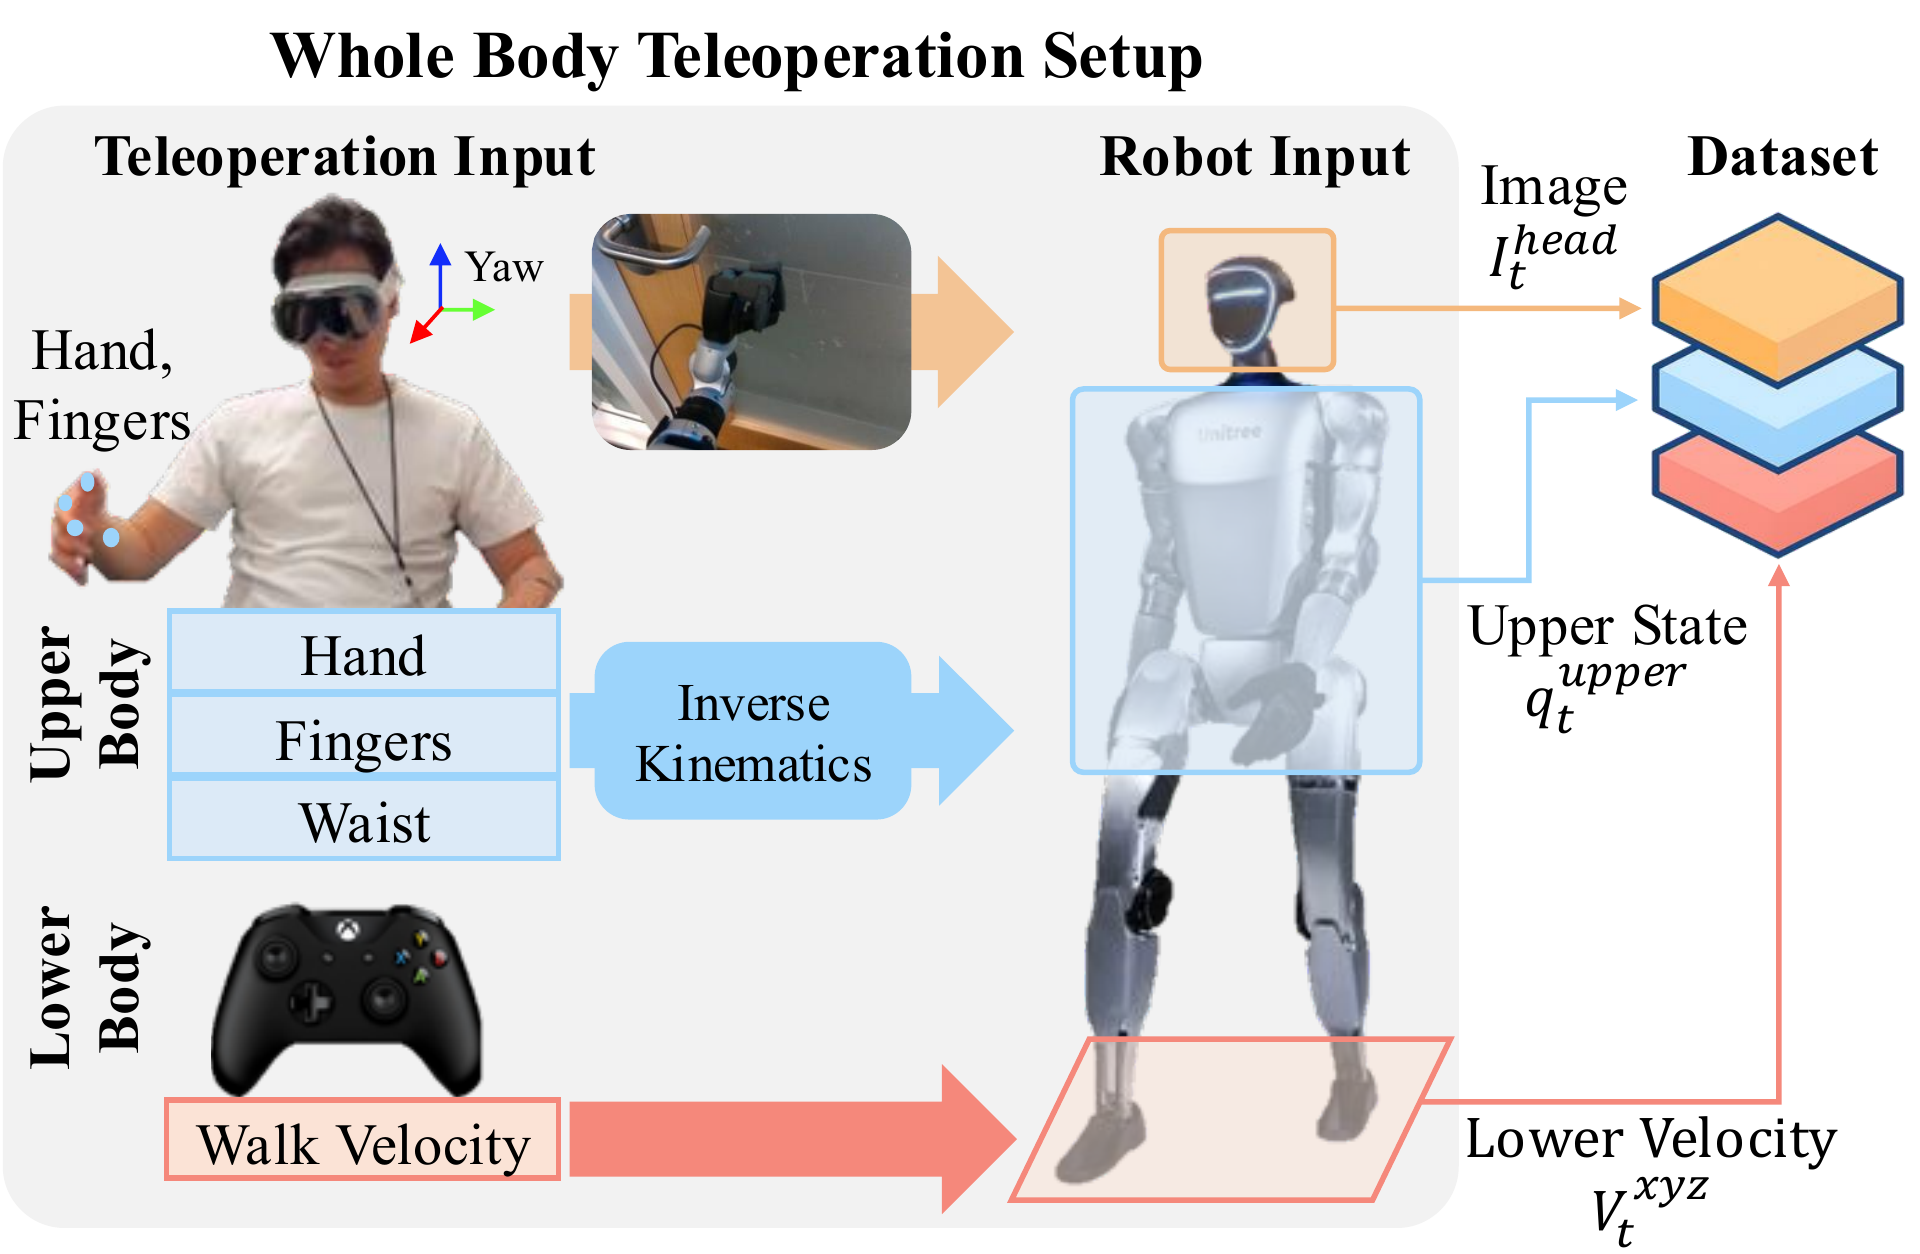 Whole Body Teleoperation Setup
Teleoperation Input
Robot Input
Dataset
Yaw
Hand,
Fingers
Image
I_t^{head}
unitree
Upper
Body
Hand
Fingers
Waist
Inverse
Kinematics
Upper State
q_t^{upper}
Lower
Body
Y
X
B
A
Walk Velocity
Lower Velocity
V_t^{xyz}